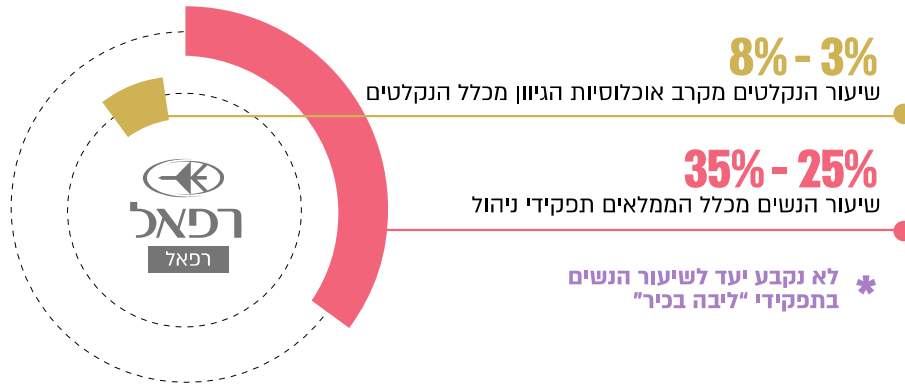 8% - 3%
שיעור הנקלטים מקרב אוכלוסיות הגיוון מכלל הנקלטים
35% - 25%
שיעור הנשים מכלל הממלאים תפקידי ניהול
* לא נקבע יעד לשיעור הנשים
בתפקידי "ליבה בכיר"
רפאל
רפאל